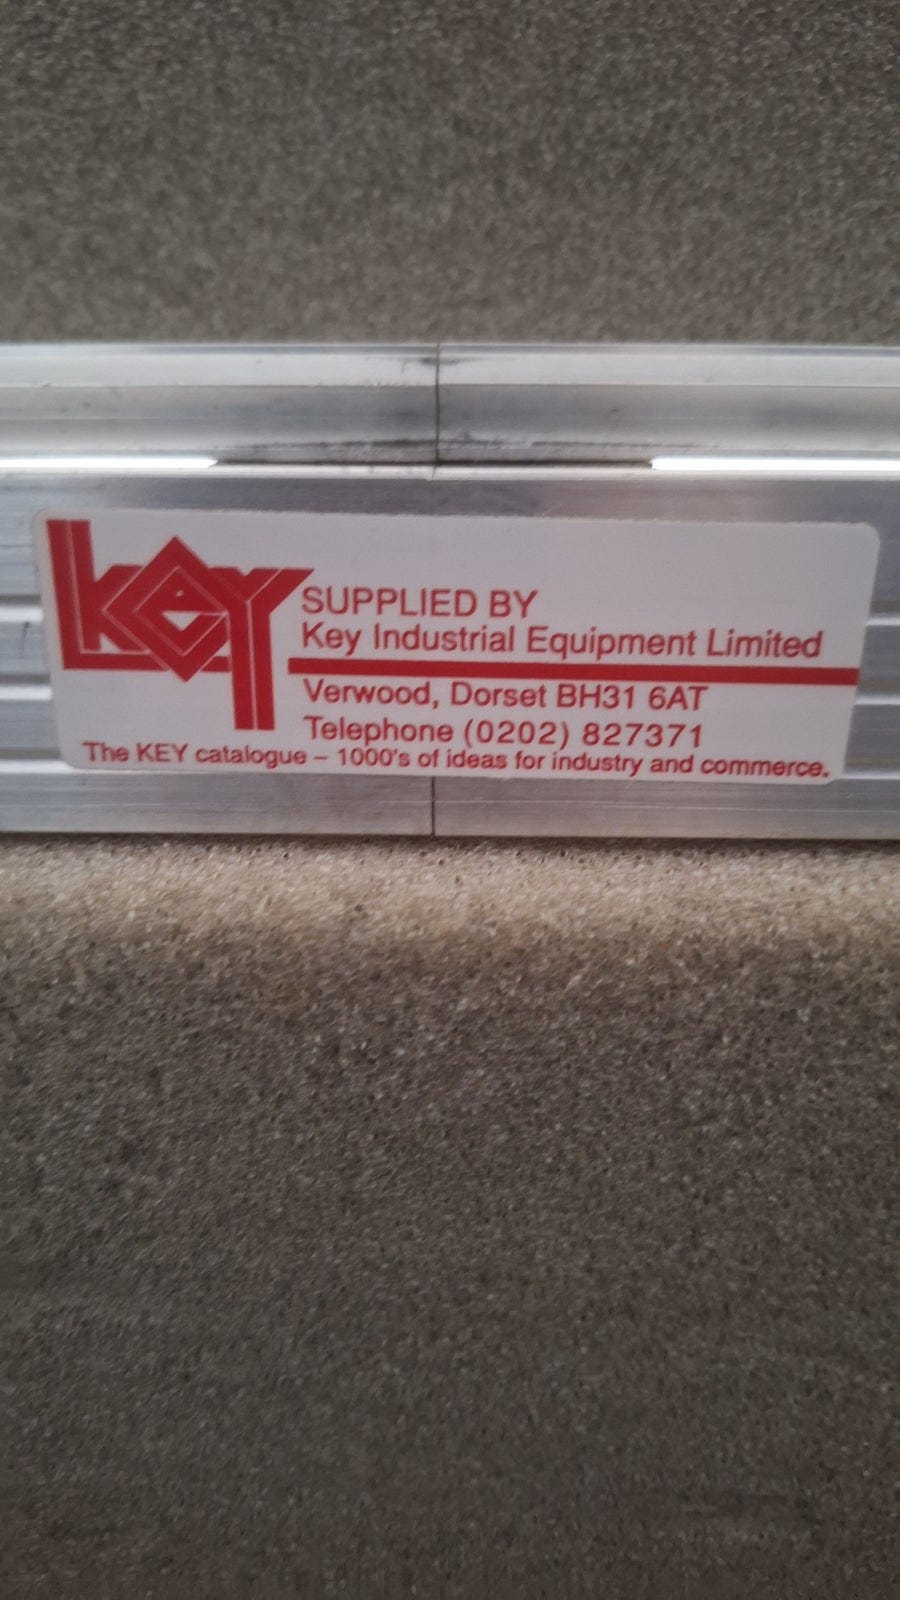 key
SUPPLIED BY
Key Industrial Equipment Limited
Verwood, Dorset BH31 6AT
Telephone (0202) 827371
The KEY catalogue – 1000's of ideas for industry and commerce.